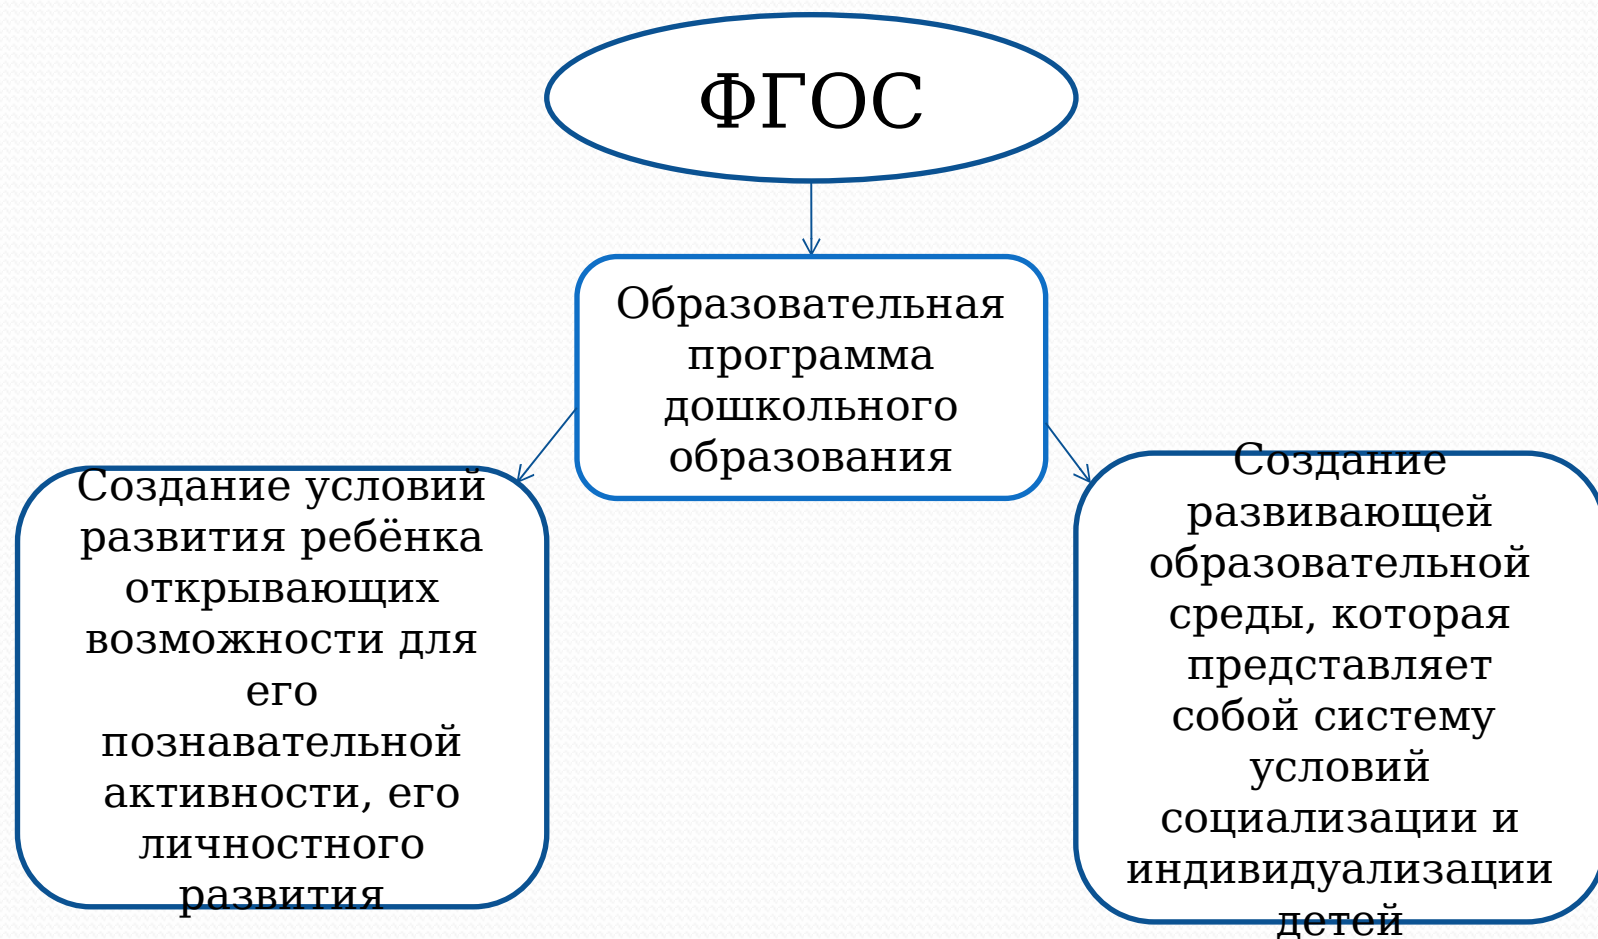 ФГОС
Образовательная
программа
дошкольного
образования
Создание условий
развития ребёнка
открывающих
возможности для
его
познавательной
активности, его
личностного
развития
Создание
развивающей
образовательной
среды, которая
представляет
собой систему
условий
социализации и
индивидуализации
детей